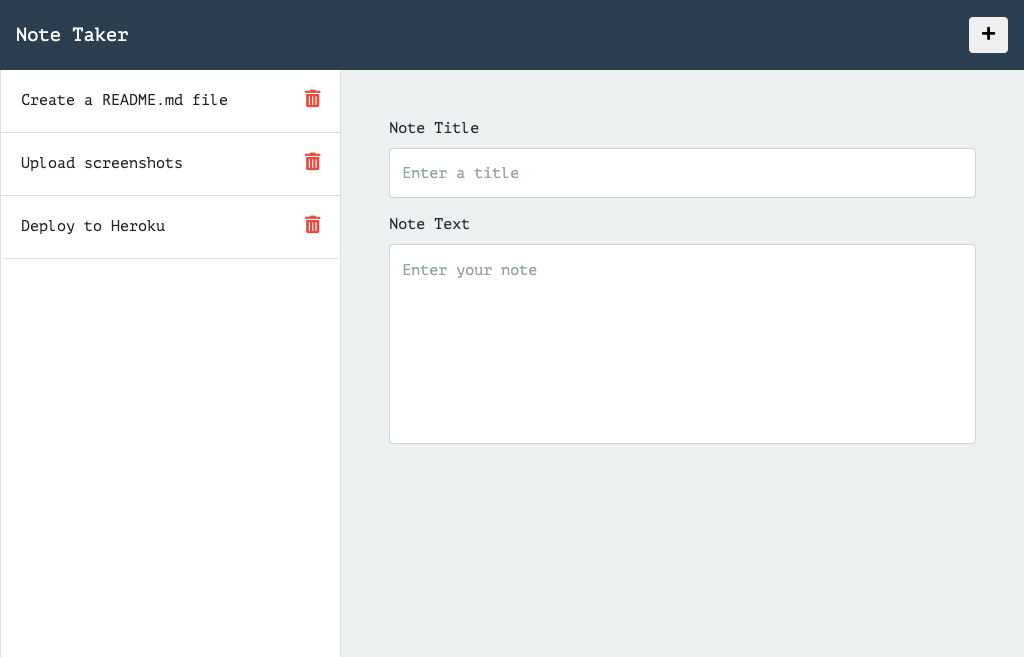 Note Taker
Create a README.md file
Upload screenshots
Deploy to Heroku
Note Title
Enter a title
Note Text
Enter your note